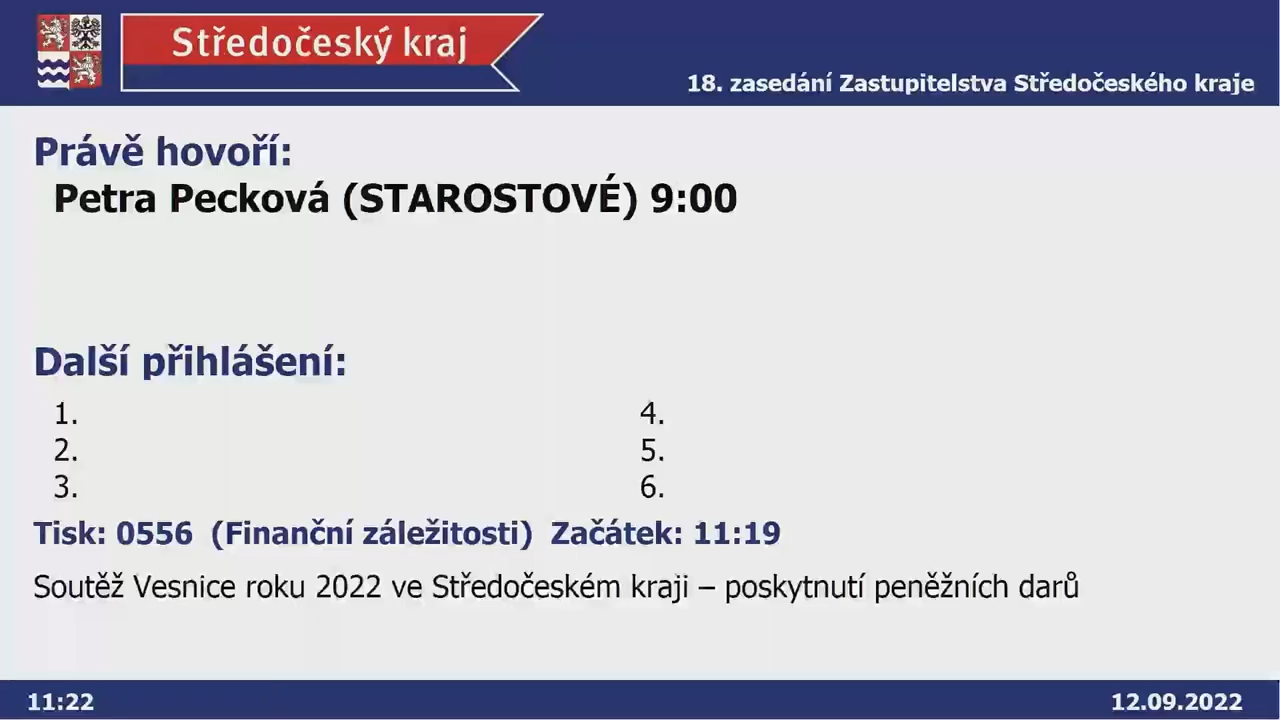 Středočeský kraj
18. zasedání Zastupitelstva Středočeského kraje
Právě hovoří:
Petra Pecková (STAROSTOVÉ) 9:00
Další přihlášení:
1.
2.
3.
4.
5.
6.
Tisk: 0556 (Finanční záležitosti) Začátek: 11:19
Soutěž Vesnice roku 2022 ve Středočeském kraji – poskytnutí peněžních darů
11:22
12.09.2022